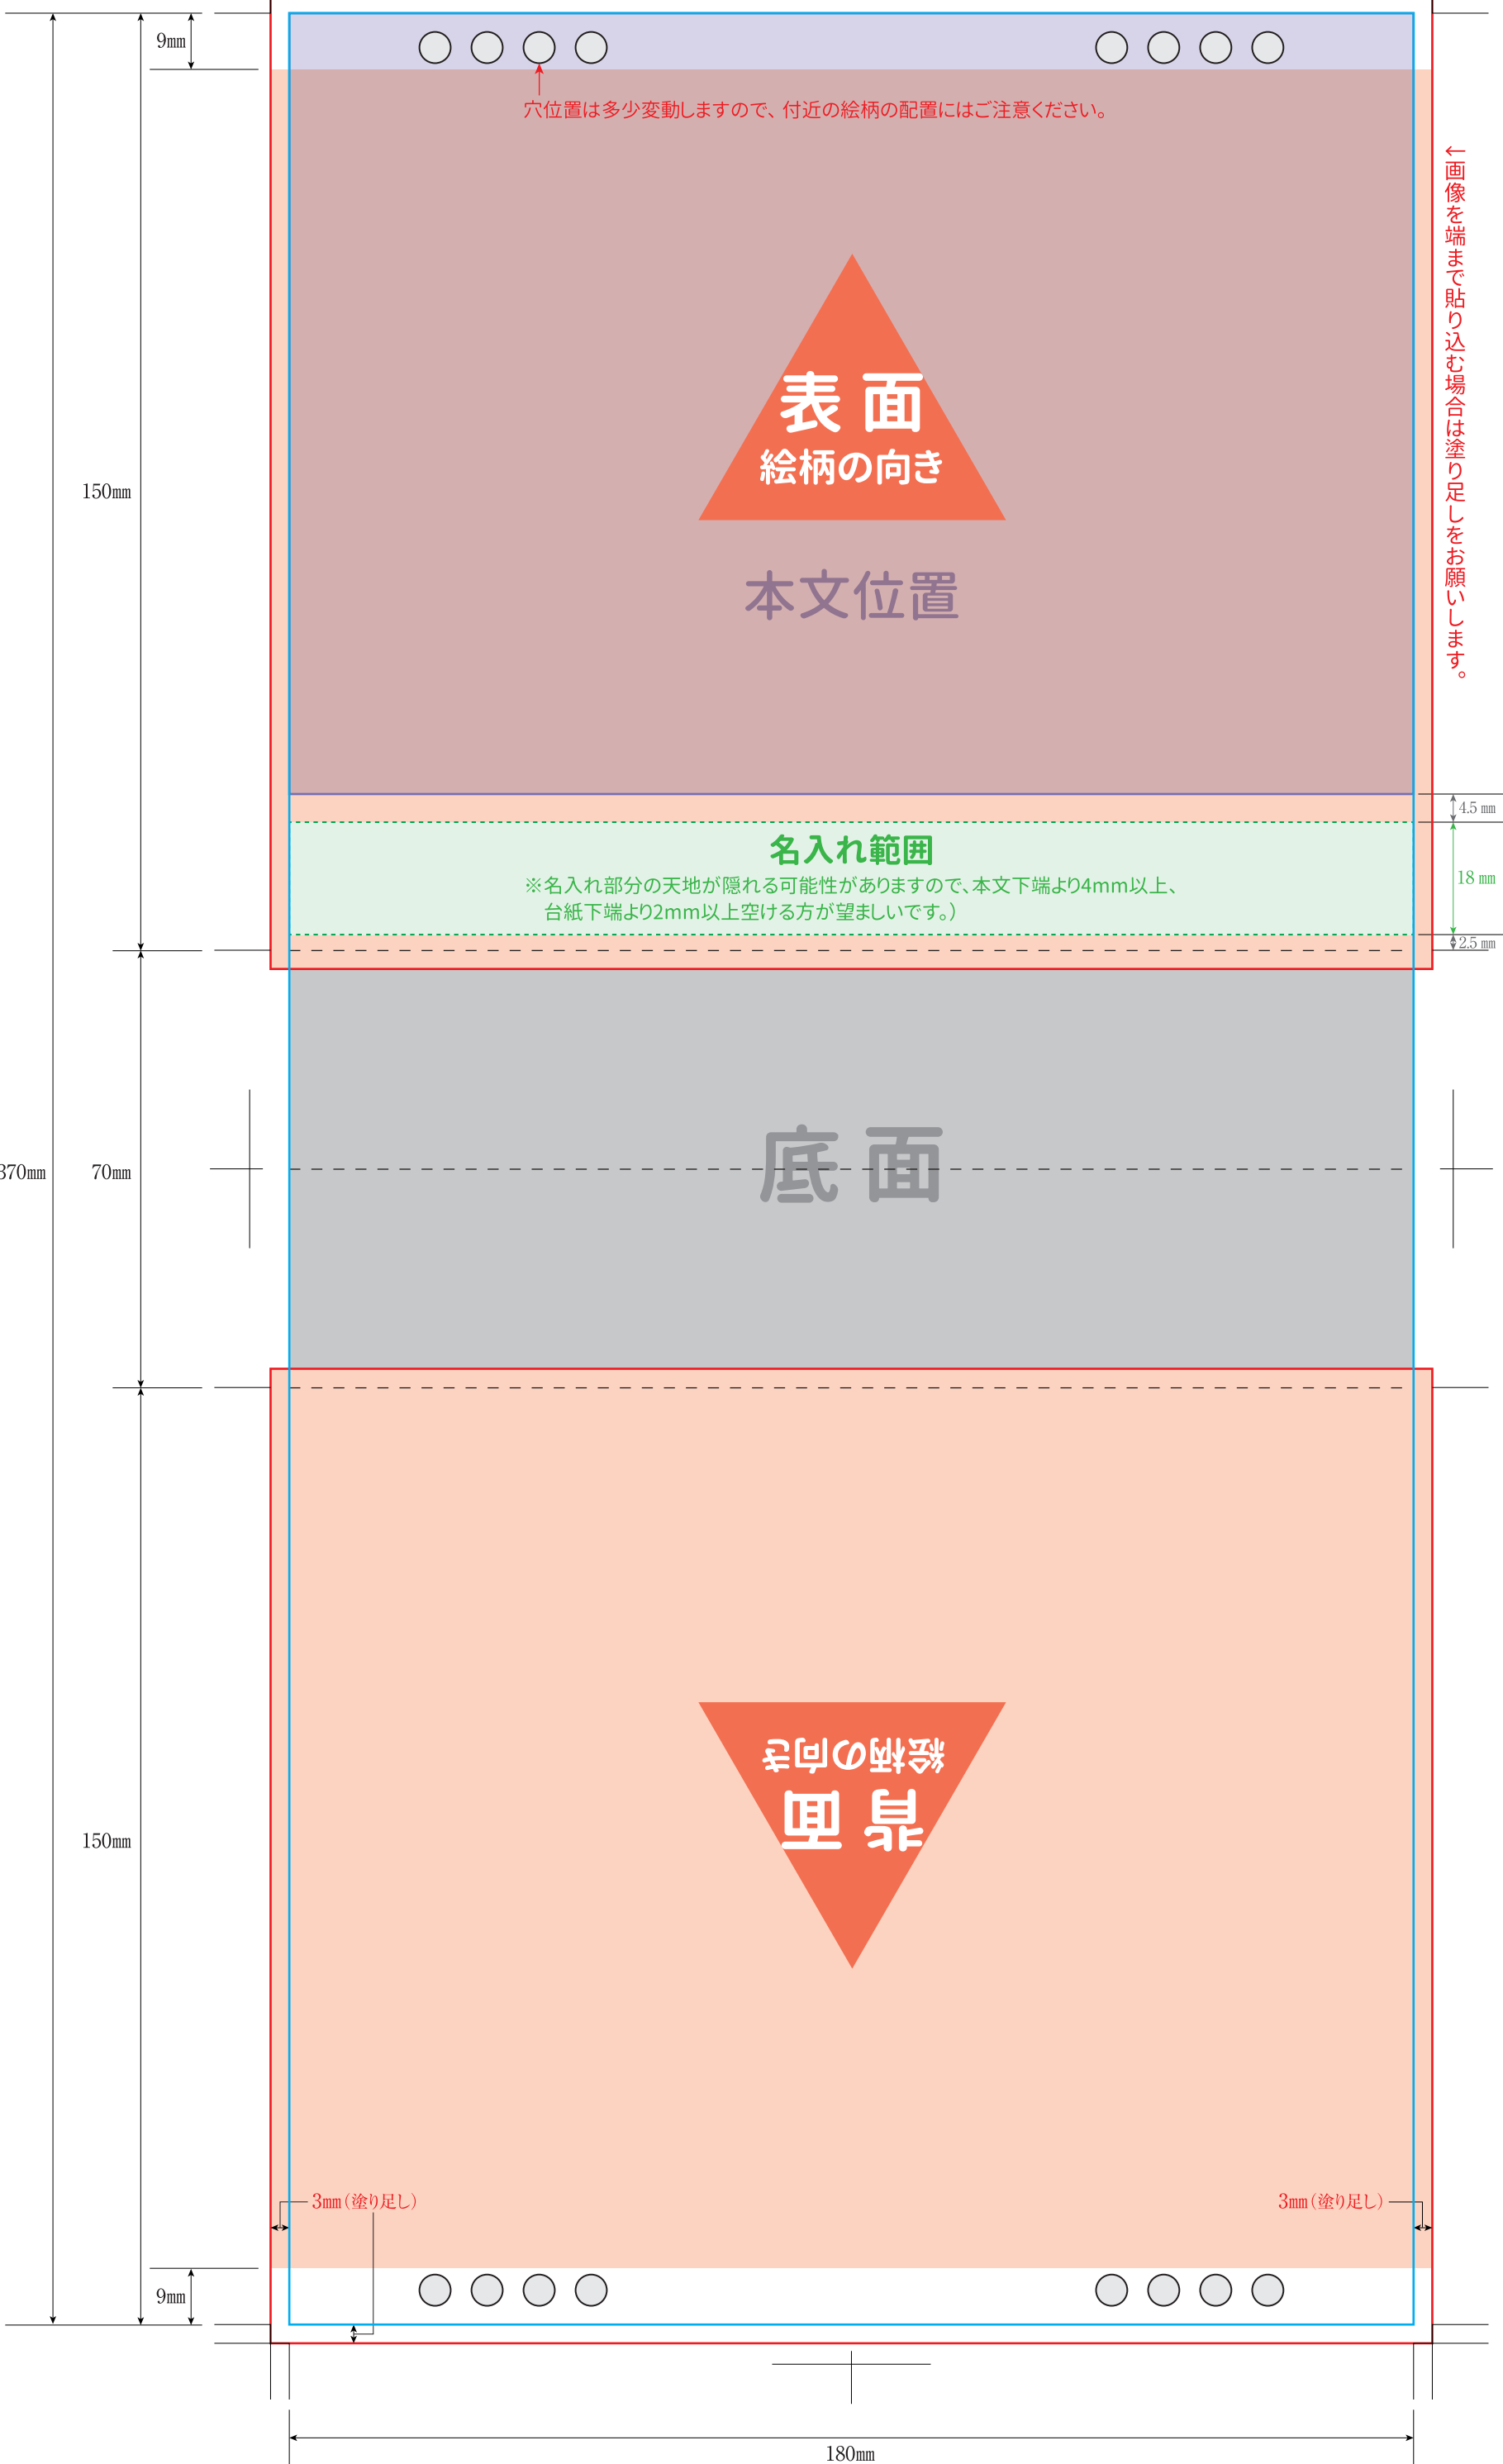 9mm
穴位置は多少変動しますので、付近の絵柄の配置にはご注意ください。
←画像を端まで貼り込む場合は塗り足しをお願いします。
表面
絵柄の向き
150mm
本文位置
4.5 mm
名入れ範囲
※名入れ部分の天地が隠れる可能性がありますので、本文下端より4mm以上、
台紙下端より2mm以上空ける方が望ましいです。）
18 mm
2.5 mm
底面
370mm
70mm
絵柄の向き
背面
150mm
3mm（塗り足し）
3mm（塗り足し）
9mm
180mm